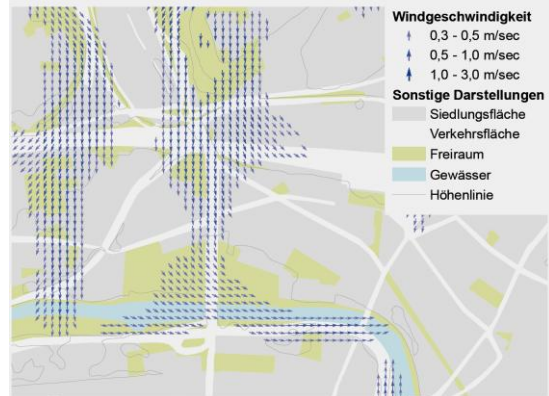 Windgeschwindigkeit
0,3 - 0,5 m/sec
0,5 - 1,0 m/sec
1,0 - 3,0 m/sec
Sonstige Darstellungen
Siedlungsfläche
Verkehrsfläche
Freiraum
Gewässer
Höhenlinie